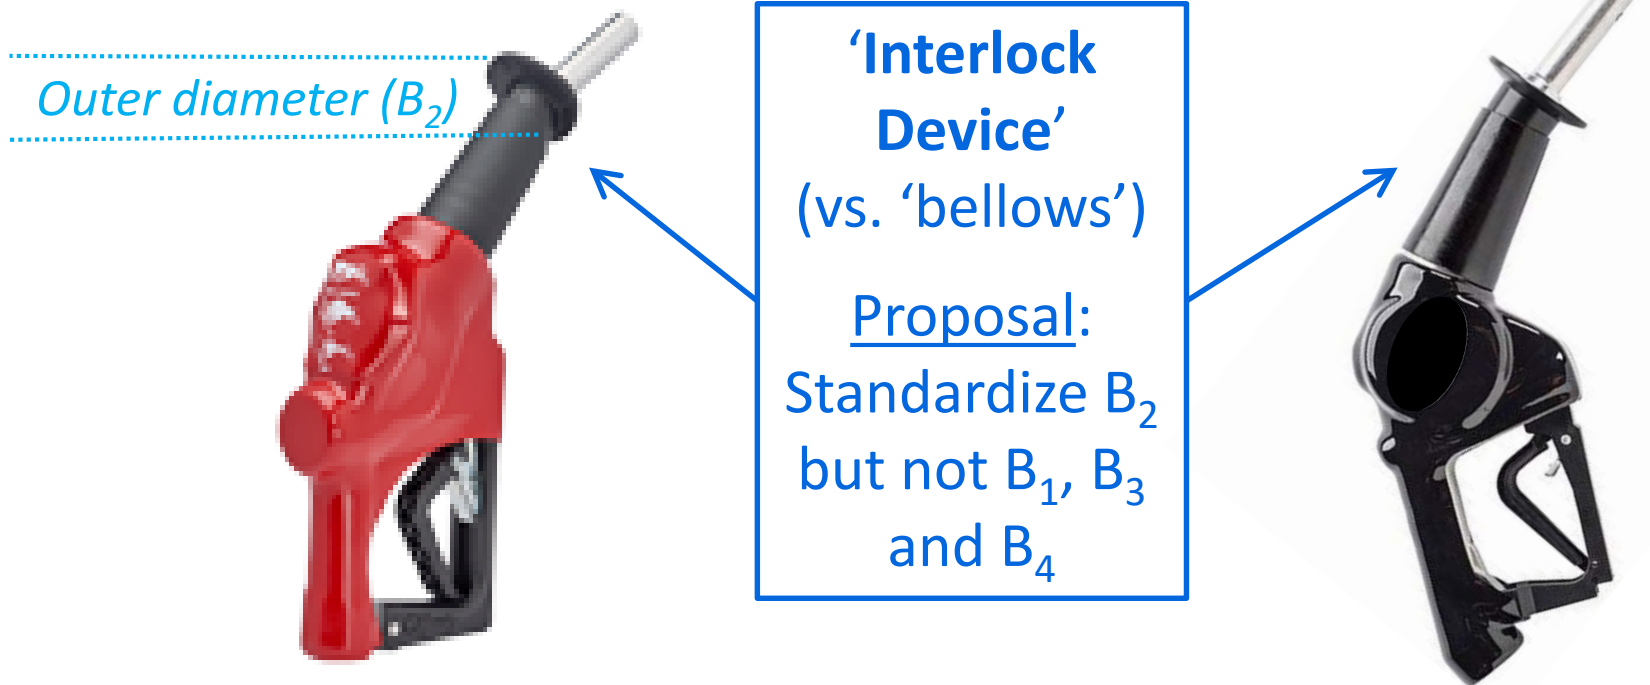 Outer diameter (B₂)
‘Interlock
Device’
(vs. ‘bellows’)
Proposal:
Standardize B₂
but not B₁, B₃
and B₄